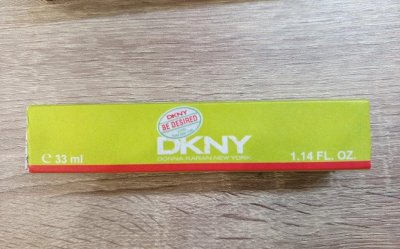 DKNY
BE DESIRED
DKNY
DONNA KARAN NEW YORK
C 33 ml
1.14 FL. OZ.